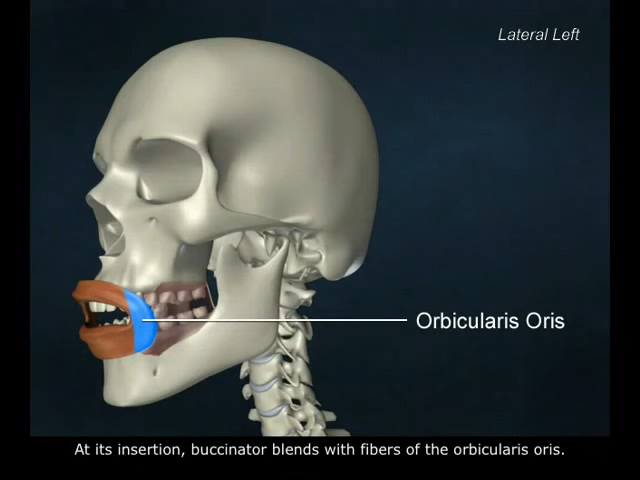 Lateral Left
Orbicularis Oris
At its insertion, buccinator blends with fibers of the orbicularis oris.